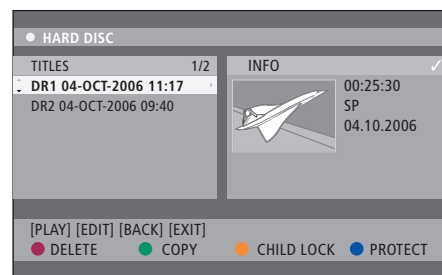 HARD DISC
TITLES 1/2
DR1 04-OCT-2006 11:17
DR2 04-OCT-2006 09:40
INFO
00:25:30
SP
04.10.2006
[PLAY] [EDIT] [BACK] [EXIT]
DELETE COPY CHILD LOCK PROTECT